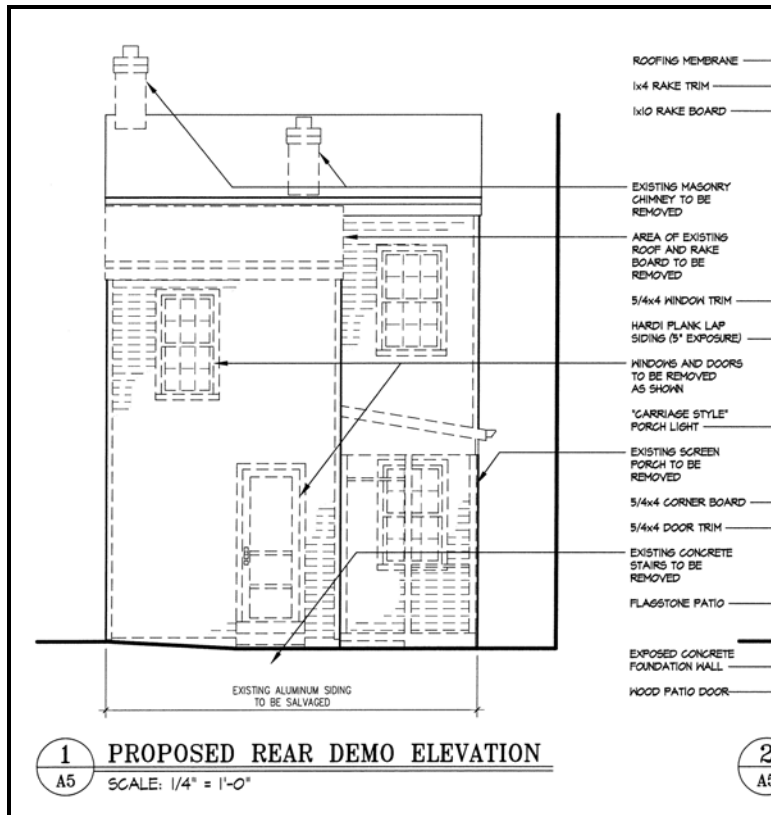 ROOFING MEMBRANE
1x4 RAKE TRIM
1x10 RAKE BOARD
EXISTING MASONRY
CHIMNEY TO BE
REMOVED
AREA OF EXISTING
ROOF AND RAKE
BOARD TO BE
REMOVED
5/4x4 WINDOW TRIM
HARDI PLANK LAP
SIDING (5" EXPOSURE)
WINDOWS AND DOORS
TO BE REMOVED
AS SHOWN
"CARRIAGE STYLE"
PORCH LIGHT
EXISTING SCREEN
PORCH TO BE
REMOVED
5/4x4 CORNER BOARD
5/4x4 DOOR TRIM
EXISTING CONCRETE
STAIRS TO BE
REMOVED
FLAGSTONE PATIO
EXPOSED CONCRETE
FOUNDATION WALL
WOOD PATIO DOOR
EXISTING ALUMINUM SIDING
TO BE SALVAGED
1
A5
PROPOSED REAR DEMO ELEVATION
SCALE: 1/4" = 1'-0"
2
A5